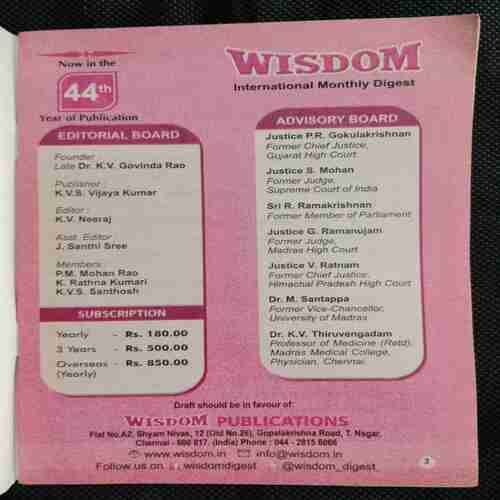 Now in the
44th
Year of Publication
WISDOM
International Monthly Digest
EDITORIAL BOARD
Founder
Late Dr. K.V. Govinda Rao
Publisher :
K.V.S. Vijaya Kumar
Editor :
K.V. Neeraj
Asst. Editor
J. Santhi Sree
Members :
P.M. Mohan Rao
K. Rathna Kumari
K.V.S. Santhosh
SUBSCRIPTION
Yearly - Rs. 180.00
3 Years - Rs. 500.00
Overseas - Rs. 850.00
(Yearly)
ADVISORY BOARD
Justice P.R. Gokulakrishnan
Former Chief Justice,
Gujarat High Court
Justice S. Mohan
Former Judge,
Supreme Court of India
Sri R. Ramakrishnan
Former Member of Parliament
Justice G. Ramanujam
Former Judge,
Madras High Court
Justice V. Ratnam
Former Chief Justice,
Himachal Pradesh High Court
Dr. M. Santappa
Former Vice-Chancellor,
University of Madras
Dr. K.V. Thiruvengadam
Professor of Medicine (Retd),
Madras Medical College,
Physician, Chennai.
Draft should be in favour of:
WISDOM PUBLICATIONS
Flat No.A2, Shyam Nivas, 12 (Old No.26), Gopalakrishna Road, T. Nagar,
Chennai - 600 017. (India) Phone : 044 - 2815 6066
www.wisdom.in info@wisdom.in
Follow us on wisdomdigest @wisdom_digest
3